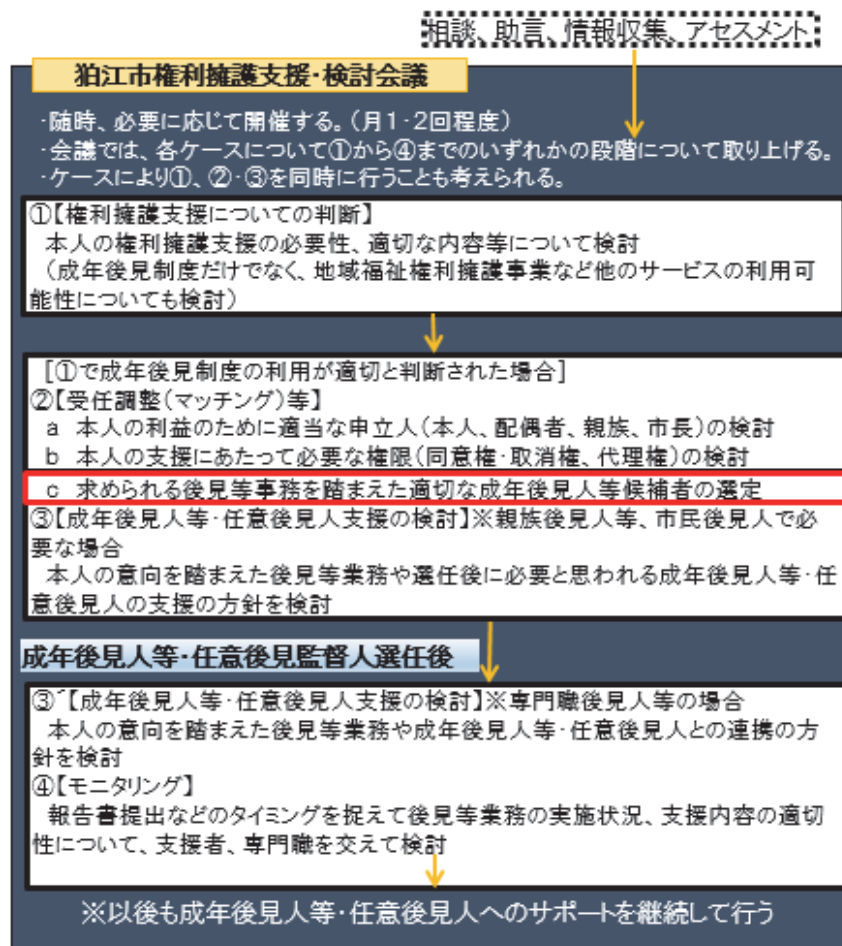 相談、助言、情報収集、アセスメント
狛江市権利擁護支援・検討会議
・随時、必要に応じて開催する。(月1・2回程度)
・会議では、各ケースについて①から④までのいずれかの段階について取り上げる。
・ケースにより①、②・③を同時に行うことも考えられる。
①【権利擁護支援についての判断】
本人の権利擁護支援の必要性、適切な内容等について検討
(成年後見制度だけでなく、地域福祉権利擁護事業など他のサービスの利用可
能性についても検討)
[①で成年後見制度の利用が適切と判断された場合]
②【受任調整(マッチング)等】
a 本人の利益のために適当な申立人(本人、配偶者、親族、市長)の検討
b 本人の支援にあたって必要な権限(同意権・取消権、代理権)の検討
c 求められる後見等事務を踏まえた適切な成年後見人等候補者の選定
③【成年後見人等・任意後見人支援の検討】※親族後見人等、市民後見人で必
要な場合
本人の意向を踏まえた後見等業務や選任後に必要と思われる成年後見人等・任
意後見人の支援の方針を検討
成年後見人等・任意後見監督人選任後
③´【成年後見人等・任意後見人支援の検討】※専門職後見人等の場合
本人の意向を踏まえた後見等業務や成年後見人等・任意後見人との連携の方
針を検討
④【モニタリング】
報告書提出などのタイミングを捉えて後見等業務の実施状況、支援内容の適切
性について、支援者、専門職を交えて検討
※以後も成年後見人等・任意後見人へのサポートを継続して行う